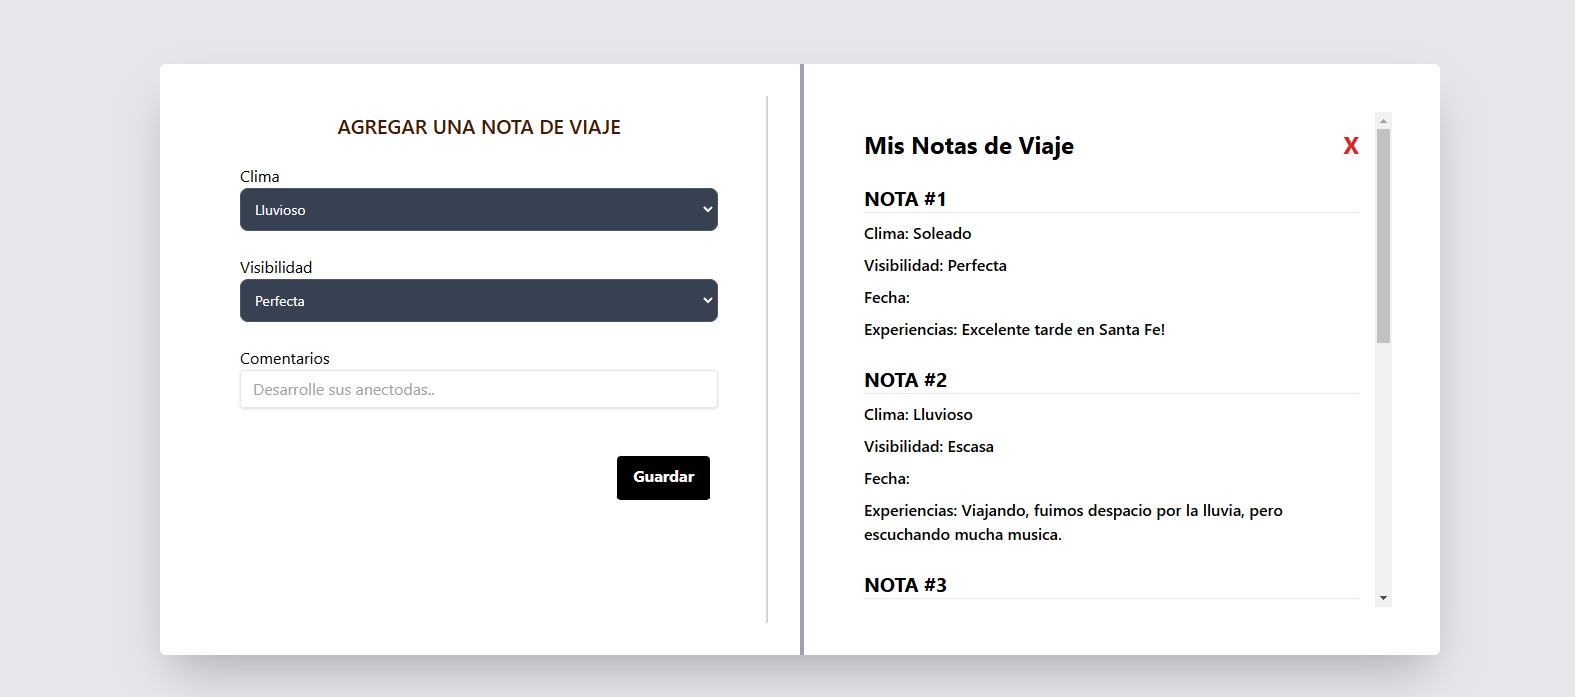 AGREGAR UNA NOTA DE VIAJE
Clima
Lluvioso
Visibilidad
Perfecta
Comentarios
Desarrolle sus anectodas..
Guardar
Mis Notas de Viaje
X
NOTA #1
Clima: Soleado
Visibilidad: Perfecta
Fecha:
Experiencias: Excelente tarde en Santa Fe!
NOTA #2
Clima: Lluvioso
Visibilidad: Escasa
Fecha:
Experiencias: Viajando, fuimos despacio por la lluvia, pero
escuchando mucha musica.
NOTA #3